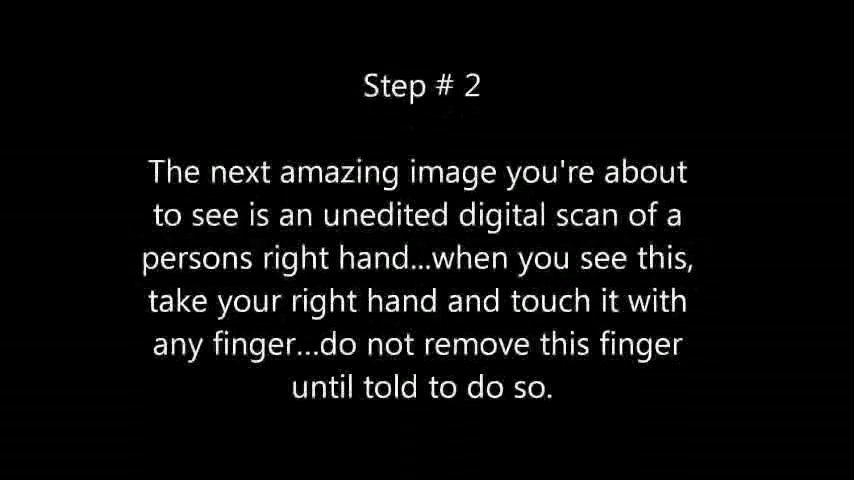 Step # 2
The next amazing image you're about
to see is an unedited digital scan of a
persons right hand...when you see this,
take your right hand and touch it with
any finger...do not remove this finger
until told to do so.